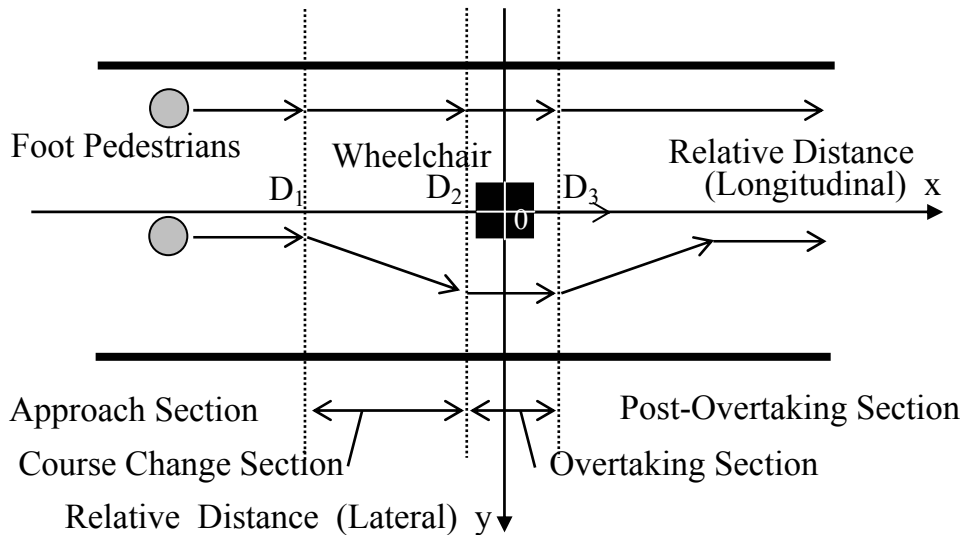 Foot Pedestrians
Wheelchair
Relative Distance
(Longitudinal) x
D1
D2
D3
0
Approach Section
Post-Overtaking Section
Course Change Section
Overtaking Section
Relative Distance (Lateral) y